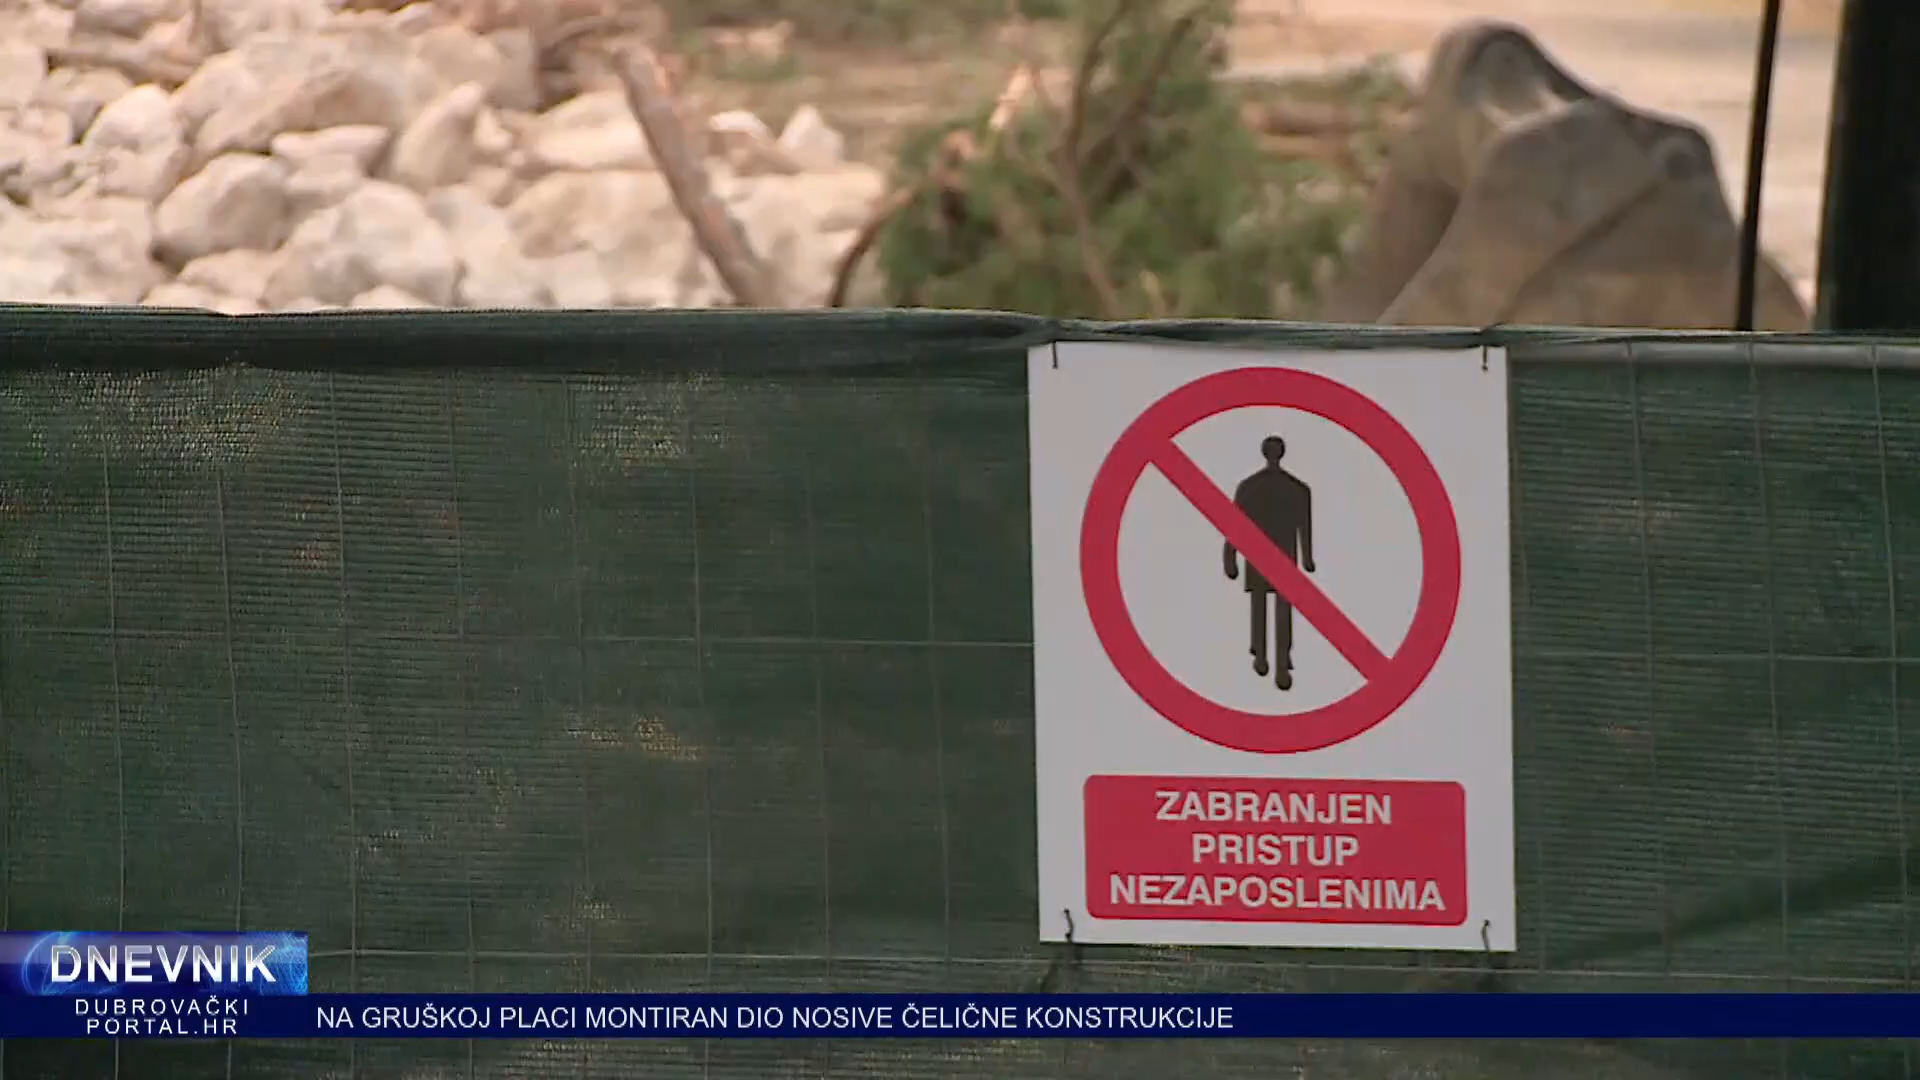 ZABRANJEN
PRISTUP
NEZAPOSLENIMA
DNEVNIK
DUBROVAČKI
PORTAL.HR
NA GRUŠKOJ PLACI MONTIRAN DIO NOSIVE ČELIČNE KONSTRUKCIJE